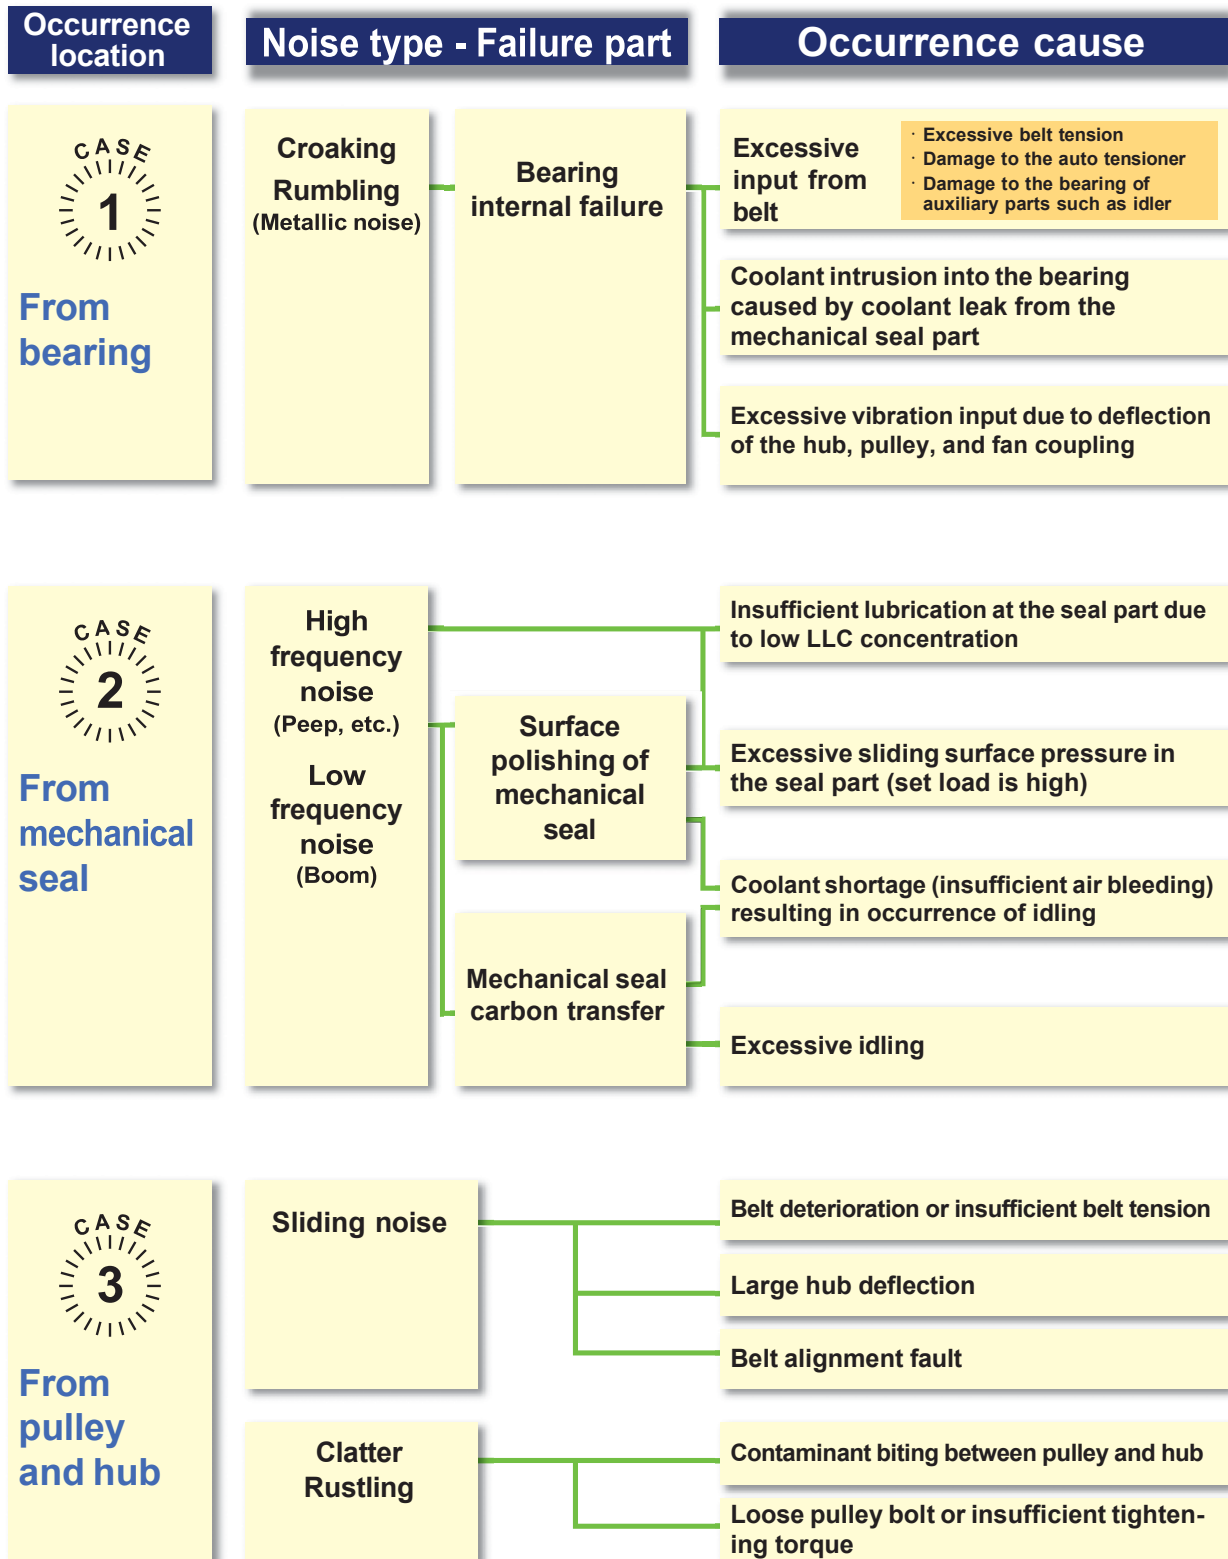 Occurrence
location
Noise type - Failure part
Occurrence cause
CASE
1
From
bearing
Croaking
Rumbling
(Metallic noise)
Bearing
internal failure
Excessive
input from
belt
· Excessive belt tension
· Damage to the auto tensioner
· Damage to the bearing of
auxiliary parts such as idler
Coolant intrusion into the bearing
caused by coolant leak from the
mechanical seal part
Excessive vibration input due to deflection
of the hub, pulley, and fan coupling
CASE
2
From
mechanical
seal
High
frequency
noise
(Peep, etc.)
Low
frequency
noise
(Boom)
Surface
polishing of
mechanical
seal
Mechanical seal
carbon transfer
Insufficient lubrication at the seal part due
to low LLC concentration
Excessive sliding surface pressure in
the seal part (set load is high)
Coolant shortage (insufficient air bleeding)
resulting in occurrence of idling
Excessive idling
CASE
3
From
pulley
and hub
Sliding noise
Belt deterioration or insufficient belt tension
Large hub deflection
Belt alignment fault
Clatter
Rustling
Contaminant biting between pulley and hub
Loose pulley bolt or insufficient tighten-
ing torque